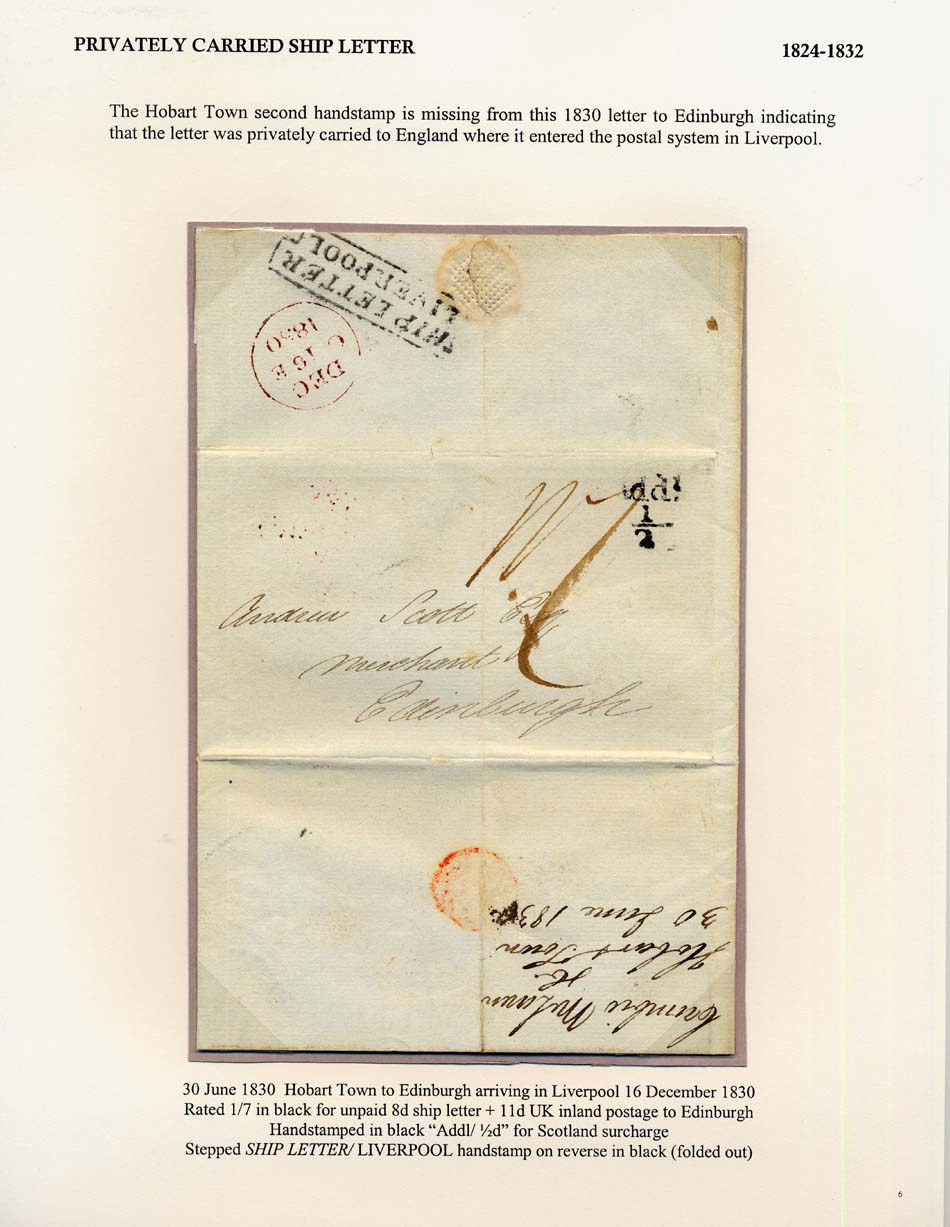 PRIVATELY CARRIED SHIP LETTER
1824-1832
The Hobart Town second handstamp is missing from this 1830 letter to Edinburgh indicating
that the letter was privately carried to England where it entered the postal system in Liverpool.
SHIP LETTER
LIVERPOOL
DEC
C 18 E
1830
Addl
1
2
1/7
Andrew Scott Esq
Merchant
Edinburgh
30 June 1830
Hobart Town
30 June 1830 Hobart Town to Edinburgh arriving in Liverpool 16 December 1830
Rated 1/7 in black for unpaid 8d ship letter + 11d UK inland postage to Edinburgh
Handstamped in black “Addl/ ½d” for Scotland surcharge
Stepped SHIP LETTER/ LIVERPOOL handstamp on reverse in black (folded out)
6